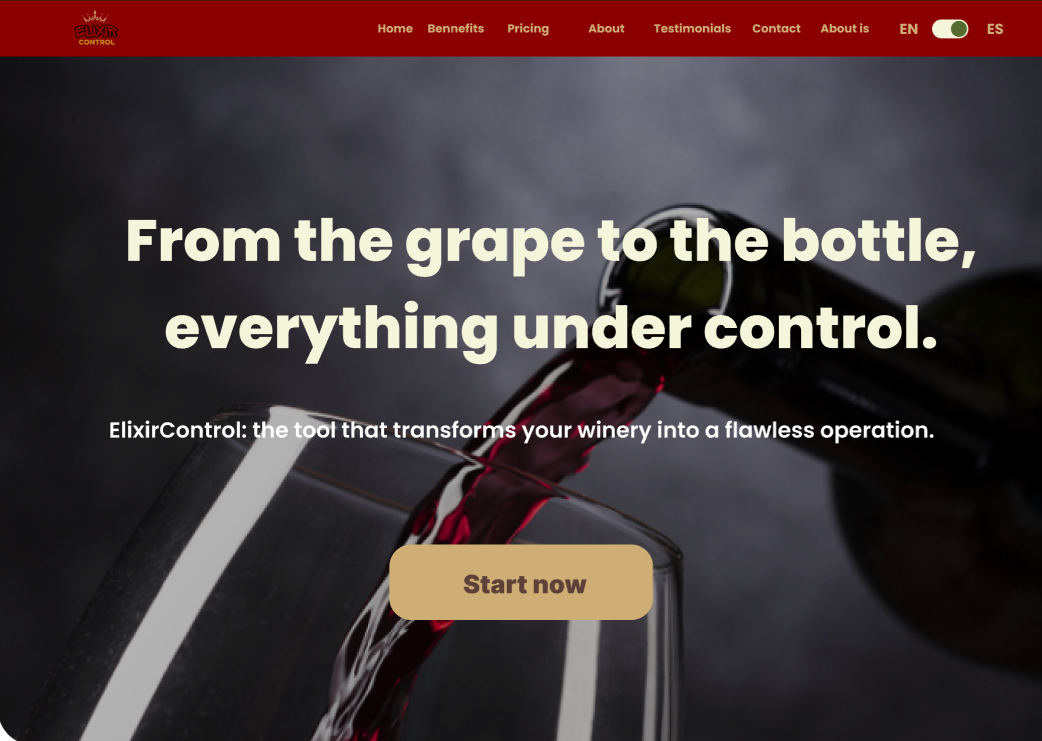 Elixir
CONTROL
Home Bennefits Pricing About Testimonials Contact About is EN ES
From the grape to the bottle,
everything under control.
ElixirControl: the tool that transforms your winery into a flawless operation.
Start now